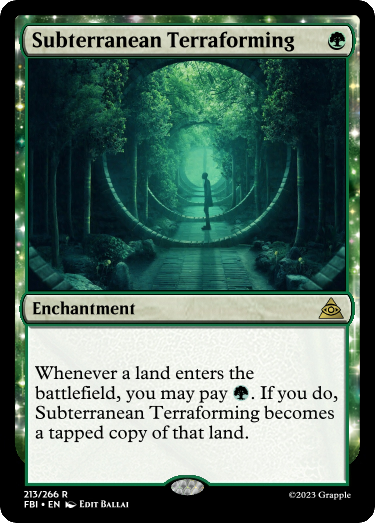 Subterranean Terraforming
Enchantment
Whenever a land enters the
battlefield, you may pay . If you do,
Subterranean Terraforming becomes
a tapped copy of that land.
213/266 R
FBI • EN Edit Ballai
©2023 Grapple